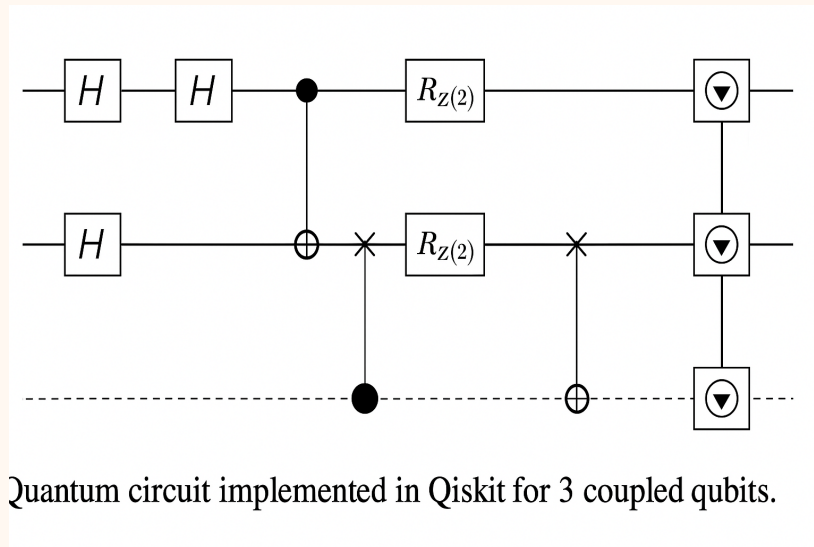 H H R_{Z(2)}
H R_{Z(2)}
Quantum circuit implemented in Qiskit for 3 coupled qubits.